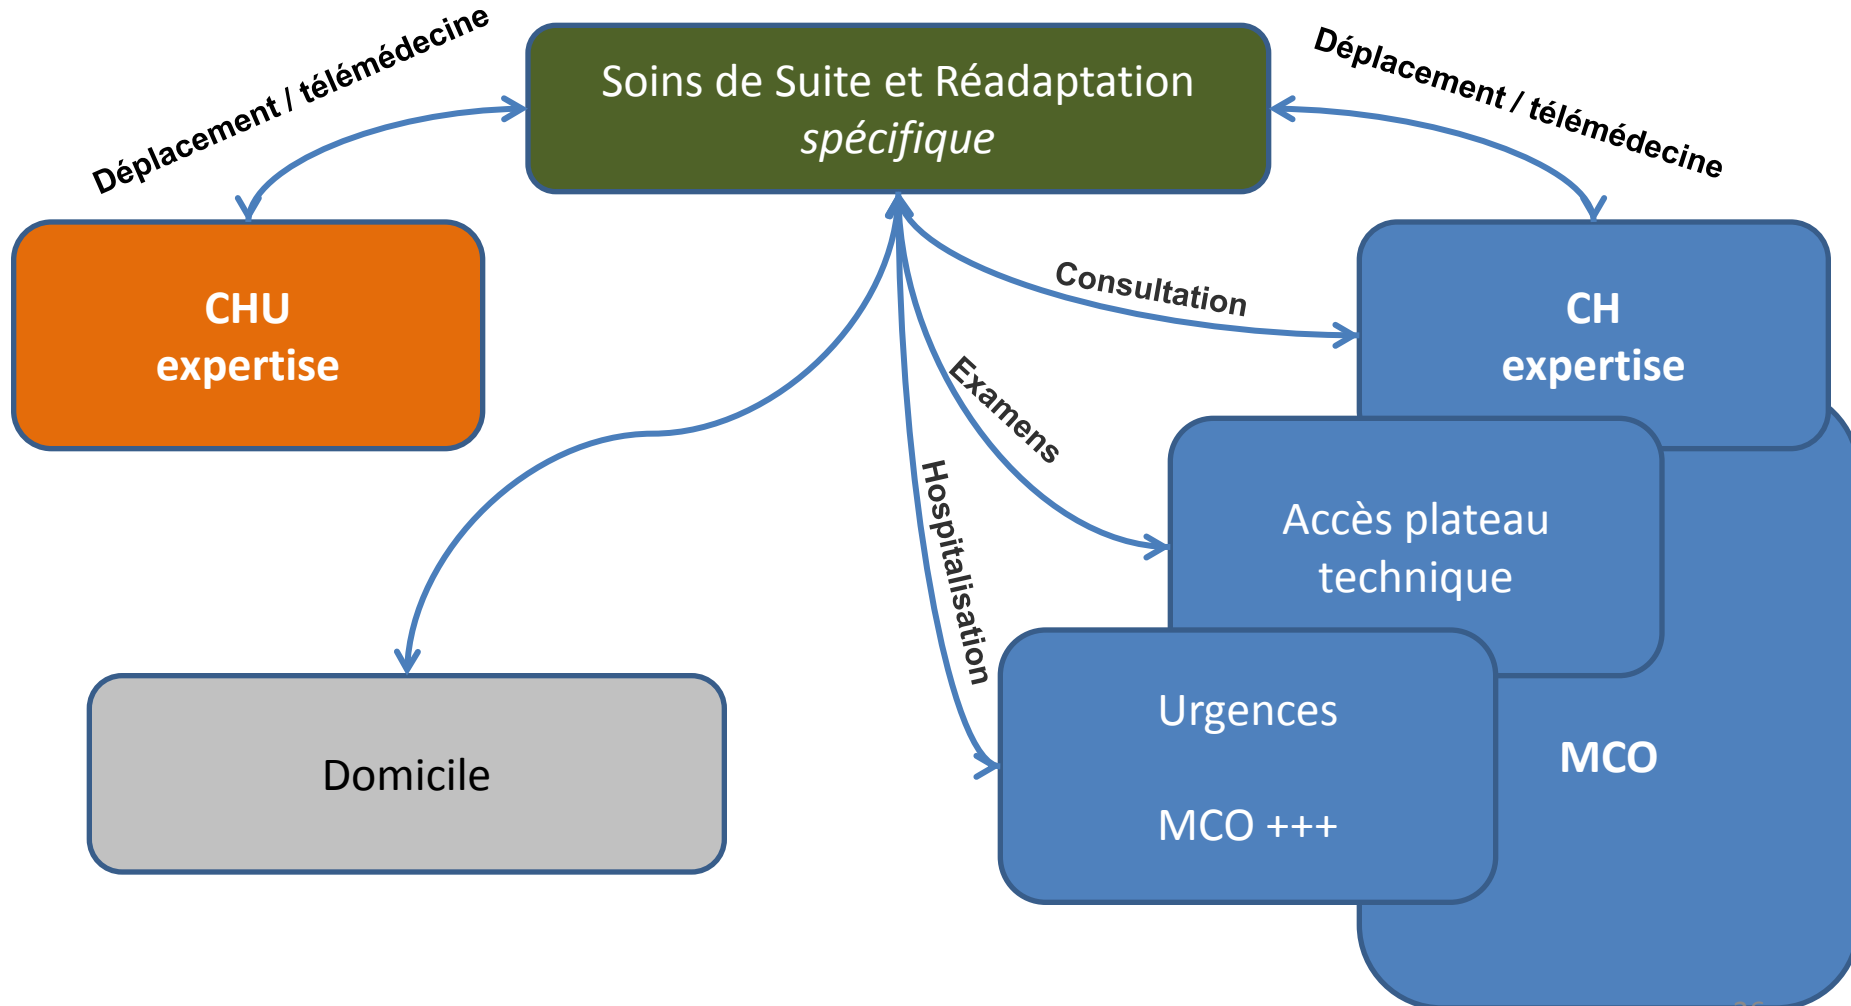 Déplacement / télémédecine
Soins de Suite et Réadaptation
spécifique
Déplacement / télémédecine
CHU
expertise
Consultation
CH
expertise
Examens
Hospitalisation
Accès plateau
technique
Domicile
Urgences
MCO +++
MCO